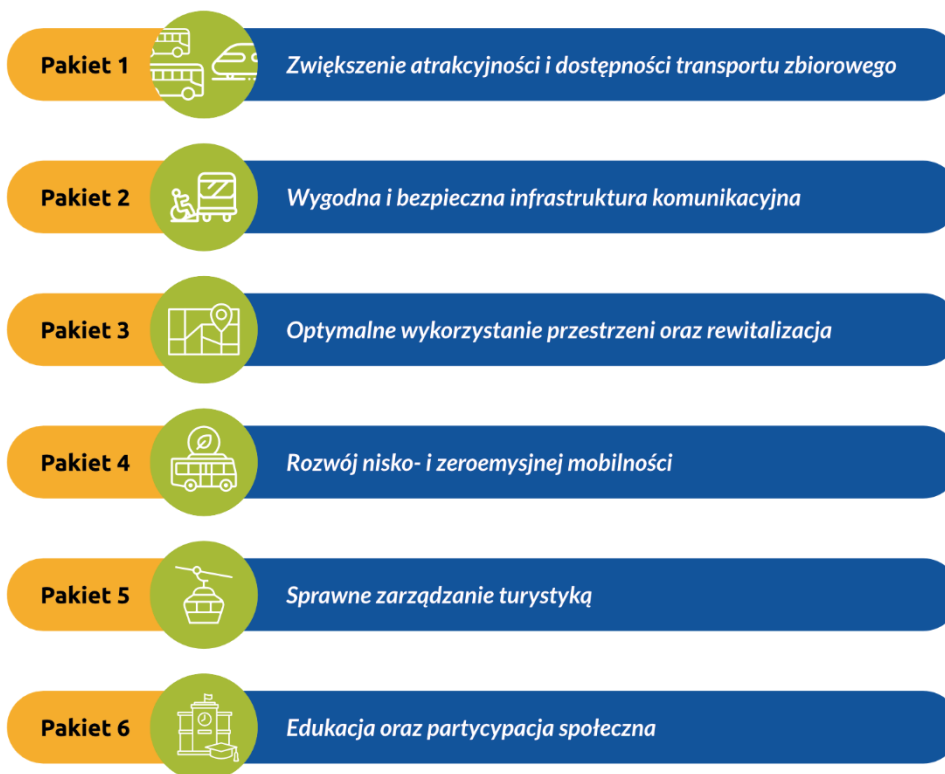 Pakiet 1 Zwiększenie atrakcyjności i dostępności transportu zbiorowego
Pakiet 2 Wygodna i bezpieczna infrastruktura komunikacyjna
Pakiet 3 Optymalne wykorzystanie przestrzeni oraz rewitalizacja
Pakiet 4 Rozwój nisko- i zeroemysjnej mobilności
Pakiet 5 Sprawne zarządzanie turystyką
Pakiet 6 Edukacja oraz partycypacja społeczna